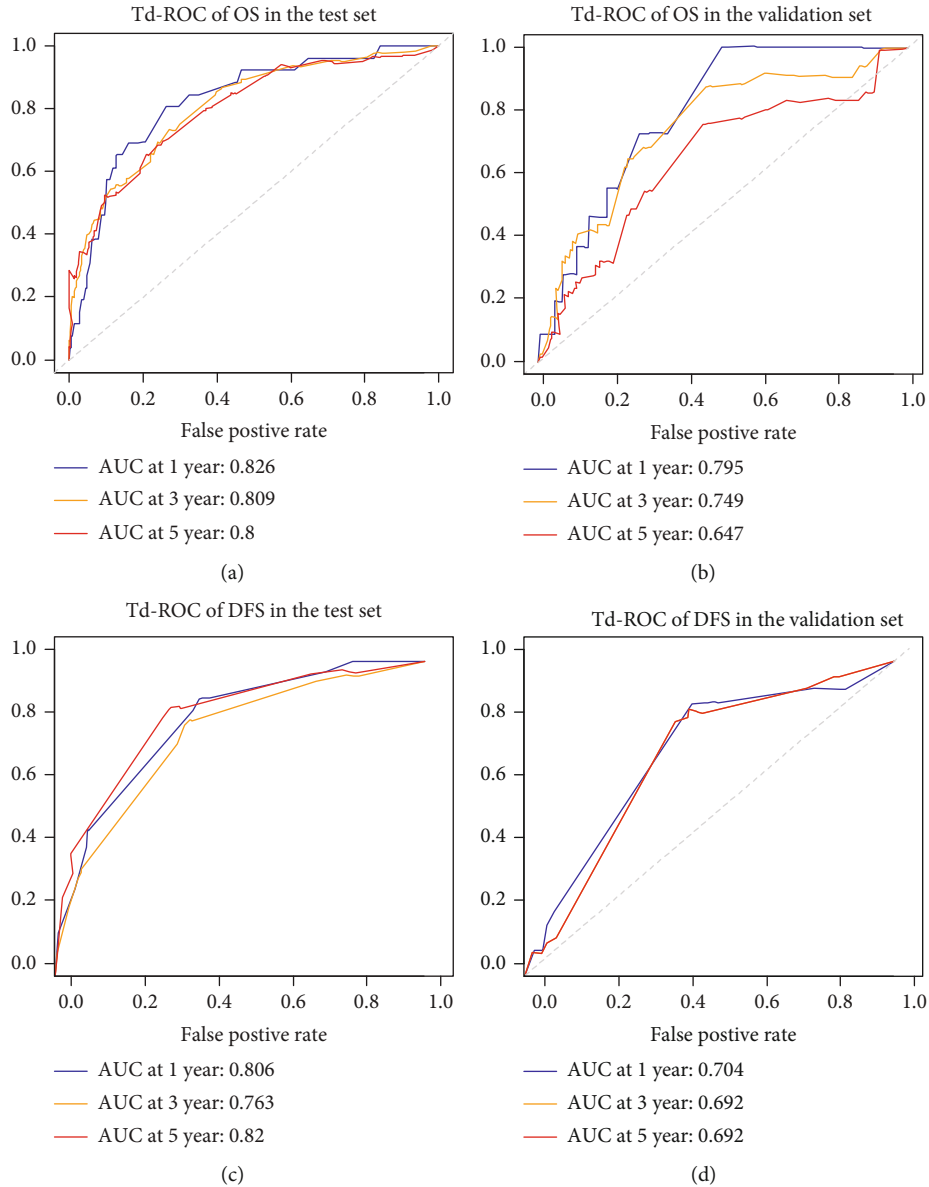 Td-ROC of OS in the test set
1.0
0.8
0.6
0.4
0.2
0.0
0.0 0.2 0.4 0.6 0.8 1.0
False postive rate
AUC at 1 year: 0.826
AUC at 3 year: 0.809
AUC at 5 year: 0.8
(a)
Td-ROC of OS in the validation set
1.0
0.8
0.6
0.4
0.2
0.0
0.0 0.2 0.4 0.6 0.8 1.0
False postive rate
AUC at 1 year: 0.795
AUC at 3 year: 0.749
AUC at 5 year: 0.647
(b)
Td-ROC of DFS in the test set
1.0
0.8
0.6
0.4
0.2
0.0
0.0 0.2 0.4 0.6 0.8 1.0
False postive rate
AUC at 1 year: 0.806
AUC at 3 year: 0.763
AUC at 5 year: 0.82
(c)
Td-ROC of DFS in the validation set
1.0
0.8
0.6
0.4
0.2
0.0
0.0 0.2 0.4 0.6 0.8 1.0
False postive rate
AUC at 1 year: 0.704
AUC at 3 year: 0.692
AUC at 5 year: 0.692
(d)